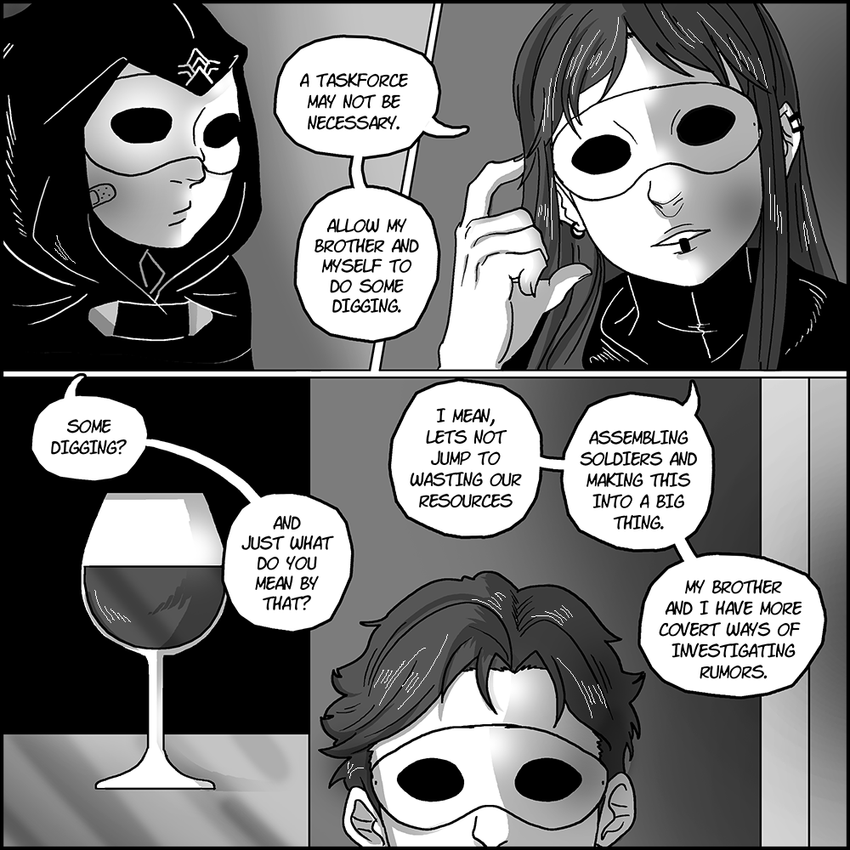 A TASKFORCE
MAY NOT BE
NECESSARY.
ALLOW MY
BROTHER AND
MYSELF TO
DO SOME
DIGGING.
SOME
DIGGING?
AND
JUST WHAT
DO YOU
MEAN BY
THAT?
I MEAN,
LETS NOT
JUMP TO
WASTING OUR
RESOURCES
ASSEMBLING
SOLDIERS AND
MAKING THIS
INTO A BIG
THING.
MY BROTHER
AND I HAVE MORE
COVERT WAYS OF
INVESTIGATING
RUMORS.